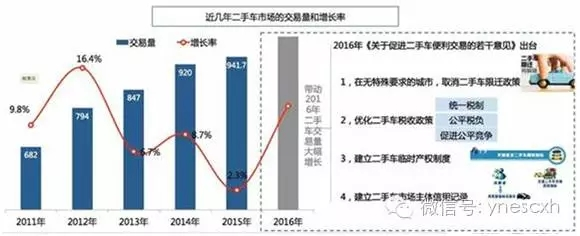 近几年二手车市场的交易量和增长率
交易量
增长率
9.8%
16.4%
6.7%
8.7%
2.3%
682
794
847
920
941.7
2011年
2012年
2013年
2014年
2015年
2016年
带动2016年二手车交易量大幅增长
2016年《关于促进二手车便利交易的若干意见》出台
1，在无特殊要求的城市，取消二手车限迁政策
二手车
限迁
2，优化二手车税收政策
统一税制
公平税负
促进公平竞争
3，建立二手车临时产权制度
4，建立二手车市场主体信用记录
微信号: ynescxh